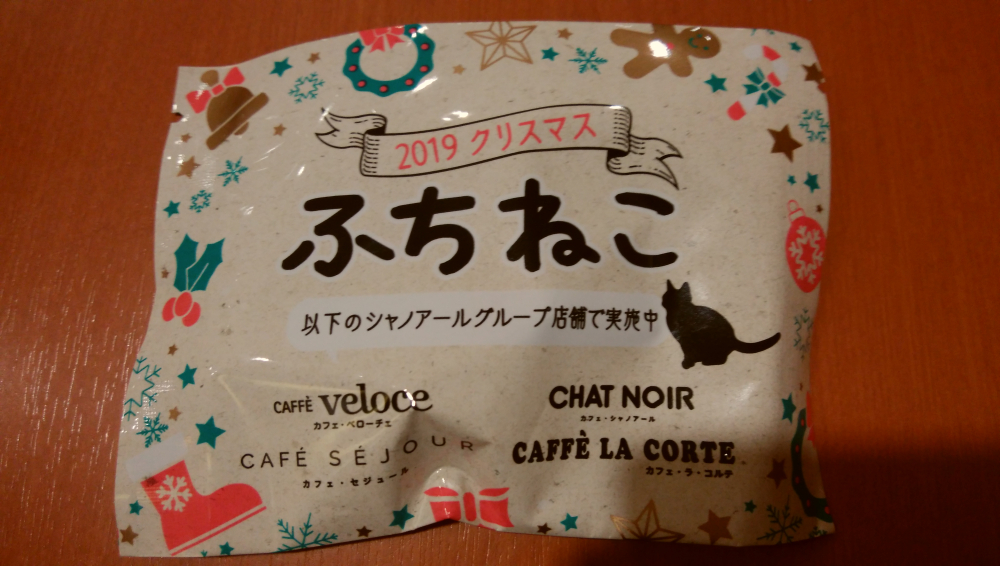 2019 クリスマス
ふちねこ
以下のシャノアールグループ店舗で実施中
CAFFÈ veloce
カフェ・ベローチェ
CHAT NOIR
カフェ・シャノアール
CAFÉ SÉJOUR
カフェ・セジュール
CAFFÈ LA CORTE
カフェ・ラ・コルテ